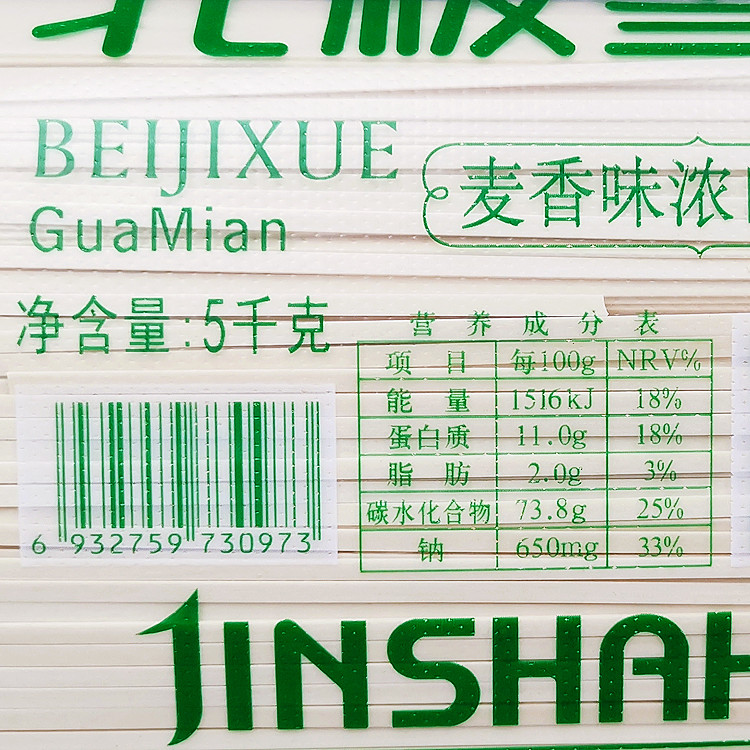 BEIJIXUE
GuaMian
麦香味浓
净含量:5千克
营养成分表
项目 每100g NRV%
能量 1516kJ 18%
蛋白质 11.0g 18%
脂肪 2.0g 3%
碳水化合物 73.8g 25%
钠 650mg 33%
6 932759 730973
JINSHAH